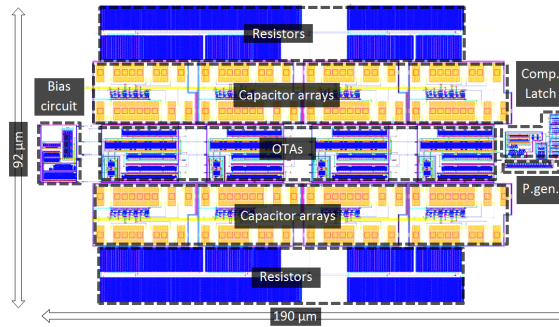 Resistors
Bias
circuit
Capacitor arrays
Comp.
Latch
OTAs
P.gen.
Capacitor arrays
Resistors
92 µm
190 µm